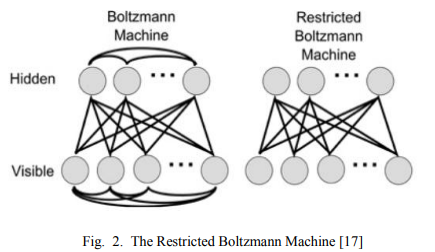 Boltzmann
Machine
Restricted
Boltzmann
Machine
Hidden
...
...
Visible
...
...
Fig. 2. The Restricted Boltzmann Machine [17]